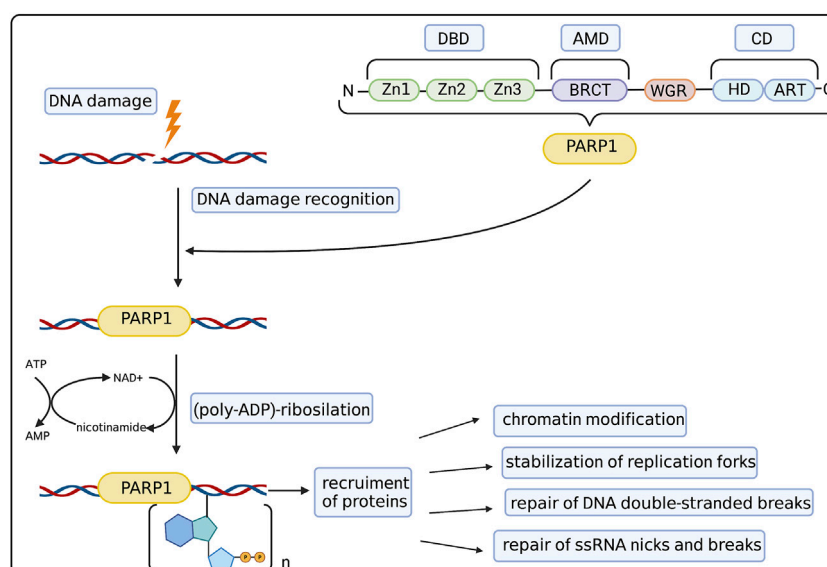 DBD
AMD
CD
DNA damage
N
Zn1
Zn2
Zn3
BRCT
WGR
HD
ART
PARP1
DNA damage recognition
PARP1
ATP
NAD+
(poly-ADP)-ribosilation
nicotinamide
AMP
chromatin modification
stabilization of replication forks
PARP1
recruiment
of proteins
repair of DNA double-stranded breaks
repair of ssRNA nicks and breaks
P
P
n